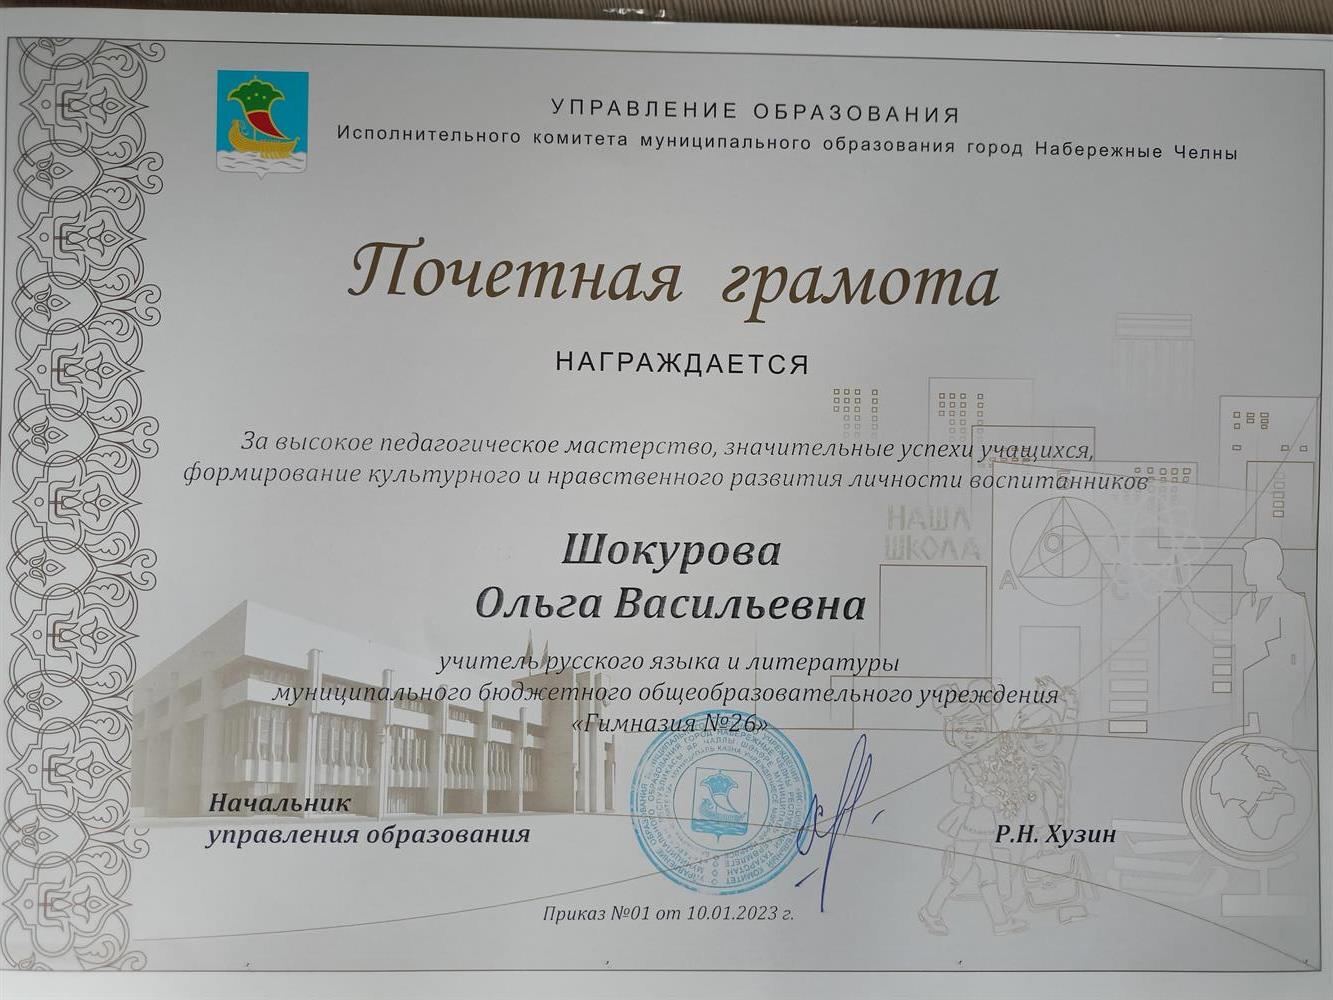 УПРАВЛЕНИЕ ОБРАЗОВАНИЯ
Исполнительного комитета муниципального образования город Набережные Челны
Почетная грамота
НАГРАЖДАЕТСЯ
За высокое педагогическое мастерство, значительные успехи учащихся,
формирование культурного и нравственного развития личности воспитанников
НАША
ШКОЛА
А
С
Шокурова
Ольга Васильевна
учитель русского языка и литературы
муниципального бюджетного общеобразовательного учреждения
«Гимназия №26»
Начальник
управления образования
Р.Н. Хузин
Приказ №01 от 10.01.2023 г.